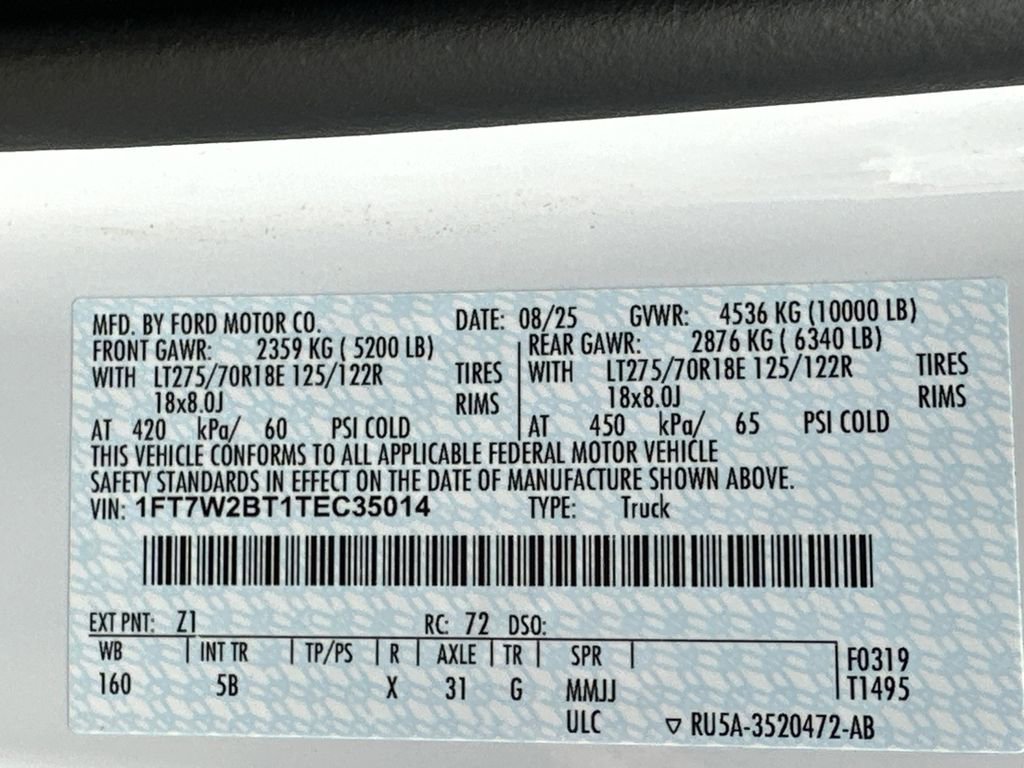 MFD. BY FORD MOTOR CO. DATE: 08/25 GVWR: 4536 KG (10000 LB)
FRONT GAWR: 2359 KG ( 5200 LB) REAR GAWR: 2876 KG ( 6340 LB)
WITH LT275/70R18E 125/122R TIRES WITH LT275/70R18E 125/122R TIRES
18x8.0J RIMS 18x8.0J RIMS
AT 420 kPa/ 60 PSI COLD AT 450 kPa/ 65 PSI COLD
THIS VEHICLE CONFORMS TO ALL APPLICABLE FEDERAL MOTOR VEHICLE
SAFETY STANDARDS IN EFFECT ON THE DATE OF MANUFACTURE SHOWN ABOVE.
VIN: 1FT7W2BT1TEC35014 TYPE: Truck
EXT PNT: Z1 RC: 72 DSO:
WB INT TR TP/PS R AXLE TR SPR F0319
160 5B X 31 G MMJJ T1495
ULC ▽ RU5A-3520472-AB